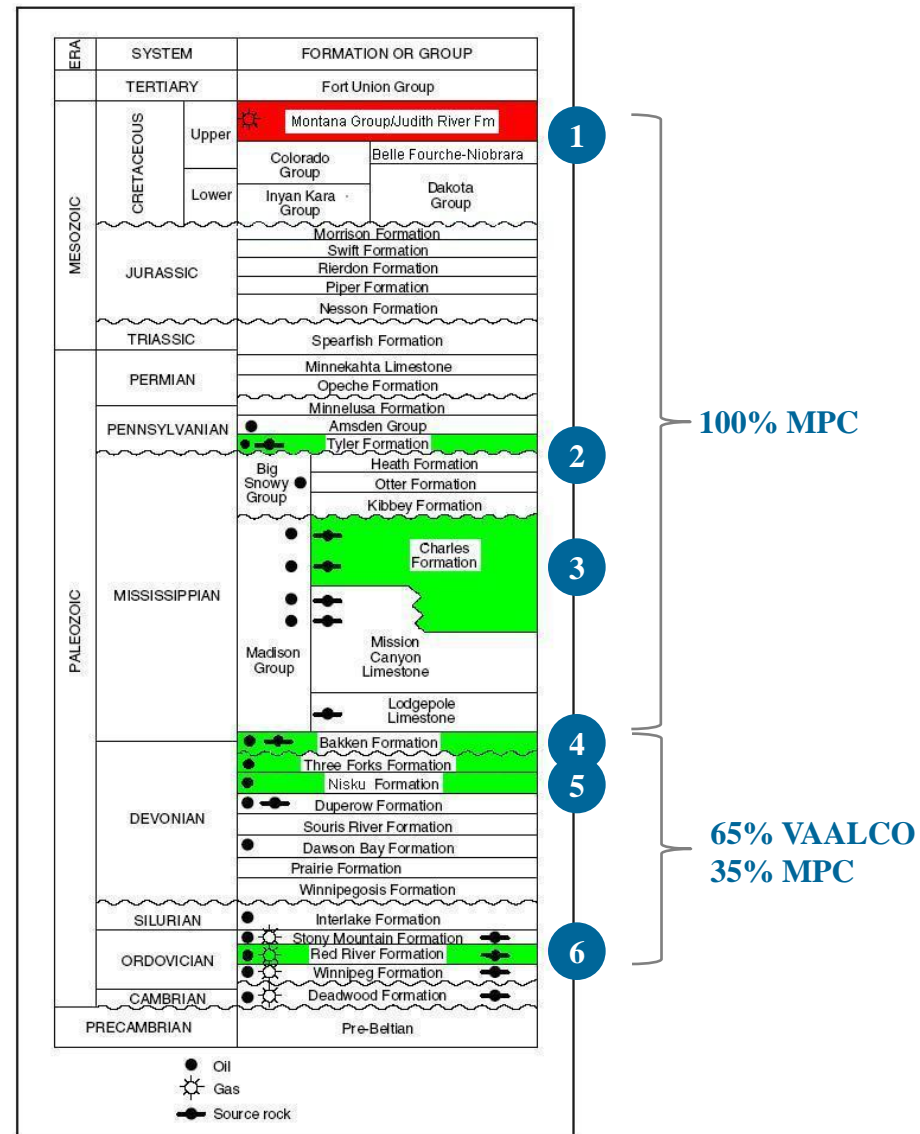 ERA
SYSTEM
FORMATION OR GROUP
TERTIARY
Fort Union Group
MESOZOIC
CRETACEOUS
Upper
Montana Group/Judith River Fm
1
Colorado
Group
Belle Fourche-Niobrara
Lower
Inyan Kara
Group
Dakota
Group
JURASSIC
Morrison Formation
Swift Formation
Rierdon Formation
Piper Formation
Nesson Formation
TRIASSIC
Spearfish Formation
PALEOZOIC
PERMIAN
Minnekahta Limestone
Opeche Formation
PENNSYLVANIAN
Minnelusa Formation
Amsden Group
Tyler Formation
2
MISSISSIPPIAN
Big
Snowy
Group
Heath Formation
Otter Formation
Kibbey Formation
Madison
Group
Charles
Formation
3
Mission
Canyon
Limestone
Lodgepole
Limestone
100% MPC
Bakken Formation
4
DEVONIAN
Three Forks Formation
Nisku Formation
5
Duperow Formation
Souris River Formation
Dawson Bay Formation
Prairie Formation
Winnipegosis Formation
65% VAALCO
35% MPC
SILURIAN
Interlake Formation
ORDOVICIAN
Stony Mountain Formation
Red River Formation
6
Winnipeg Formation
CAMBRIAN
Deadwood Formation
PRECAMBRIAN
Pre-Beltian
Oil
Gas
Source rock